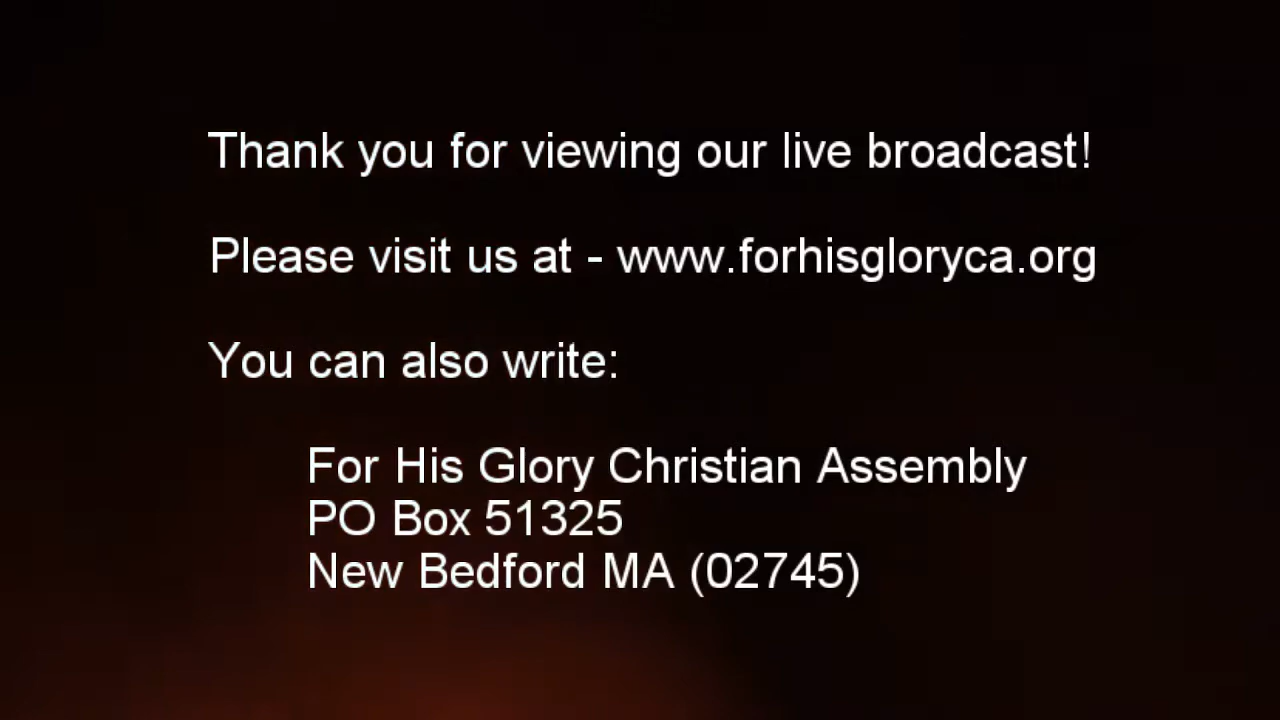 Thank you for viewing our live broadcast!
Please visit us at - www.forhisgloryca.org
You can also write:
For His Glory Christian Assembly
PO Box 51325
New Bedford MA (02745)